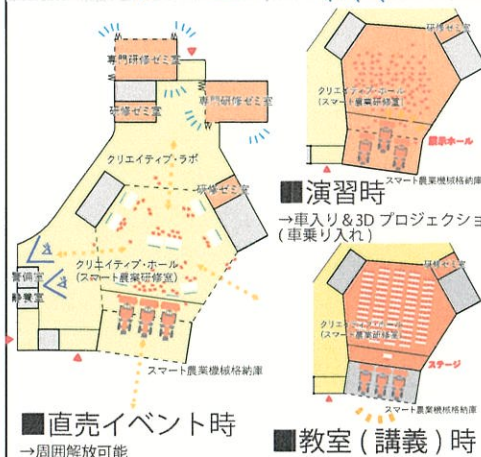 専門研修ゼミ室
研修ゼミ室
専門研修ゼミ室
クリエイティブ・ラボ
研修ゼミ室
クリエイティブ・ホール
(スマート農業研修室)
警備室
静養室
スマート農業機械格納庫
■直売イベント時
→周囲解放可能
研修ゼミ室
クリエイティブ・ホール
(スマート農業研修室)
展示ホール
スマート農業機械格納庫
■演習時
→車入り&3D プロジェクショ
(車乗り入れ)
研修ゼミ室
クリエイティブ・ホール
(スマート農業研修室)
ステージ
スマート農業機械格納庫
■教室(講義)時